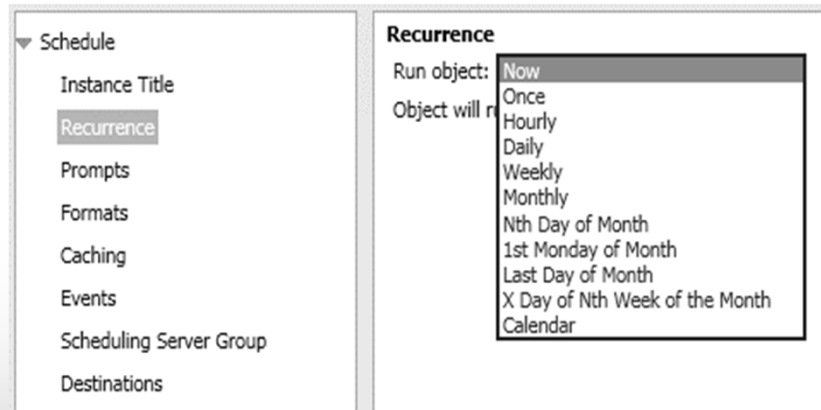 Schedule
Instance Title
Recurrence
Prompts
Formats
Caching
Events
Scheduling Server Group
Destinations
Recurrence
Run object: Now
Object will
Once
Hourly
Daily
Weekly
Monthly
Nth Day of Month
1st Monday of Month
Last Day of Month
X Day of Nth Week of the Month
Calendar